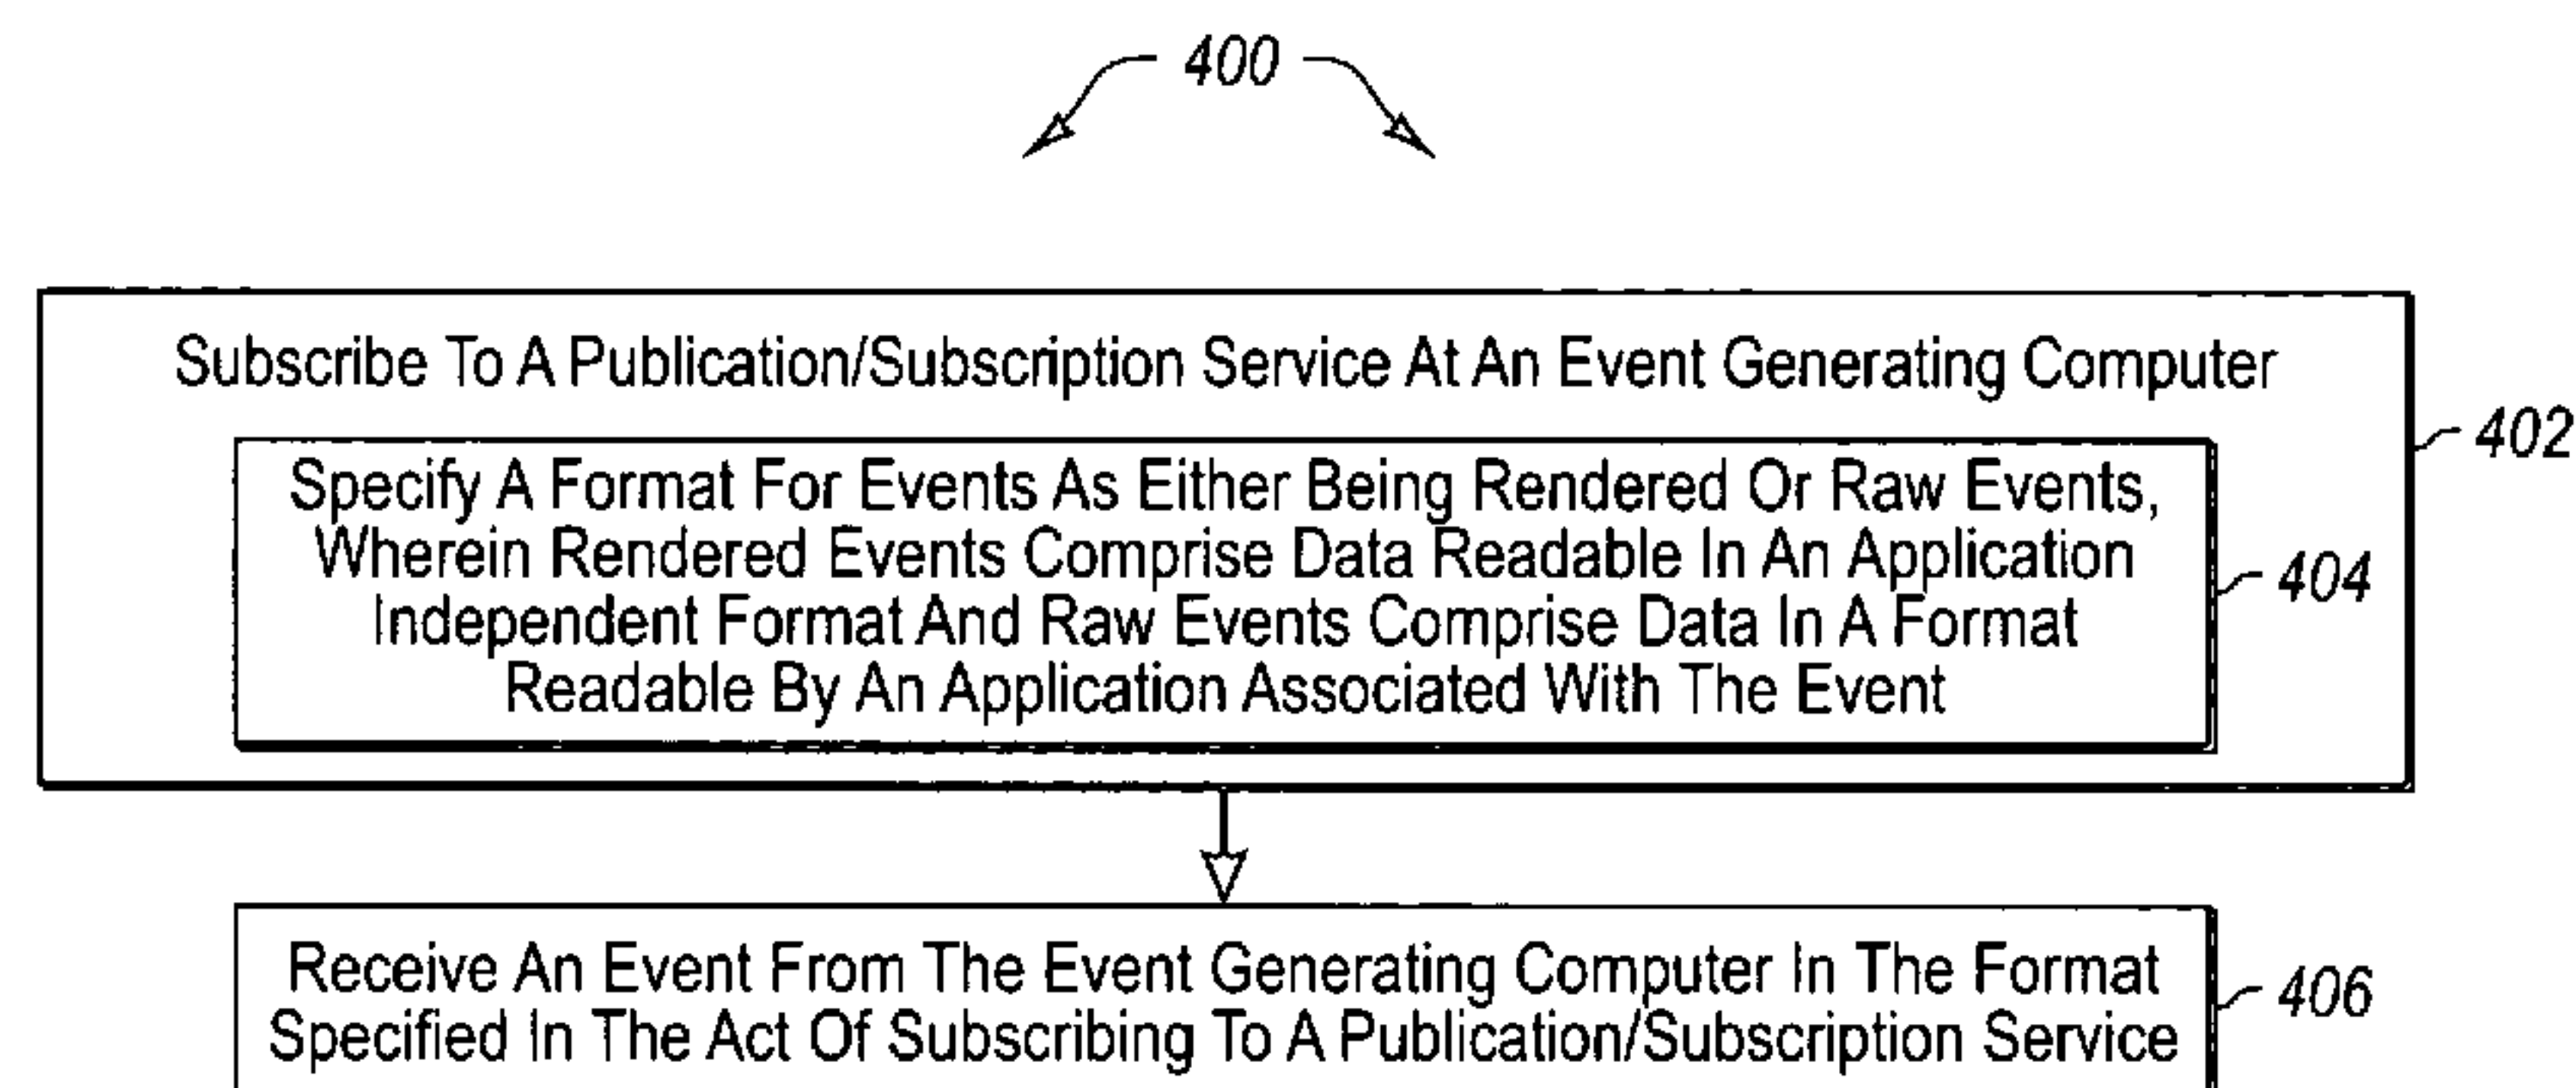 400
Subscribe To A Publication/Subscription Service At An Event Generating Computer
402
Specify A Format For Events As Either Being Rendered Or Raw Events,
Wherein Rendered Events Comprise Data Readable In An Application
Independent Format And Raw Events Comprise Data In A Format
Readable By An Application Associated With The Event
404
Receive An Event From The Event Generating Computer In The Format
Specified In The Act Of Subscribing To A Publication/Subscription Service
406